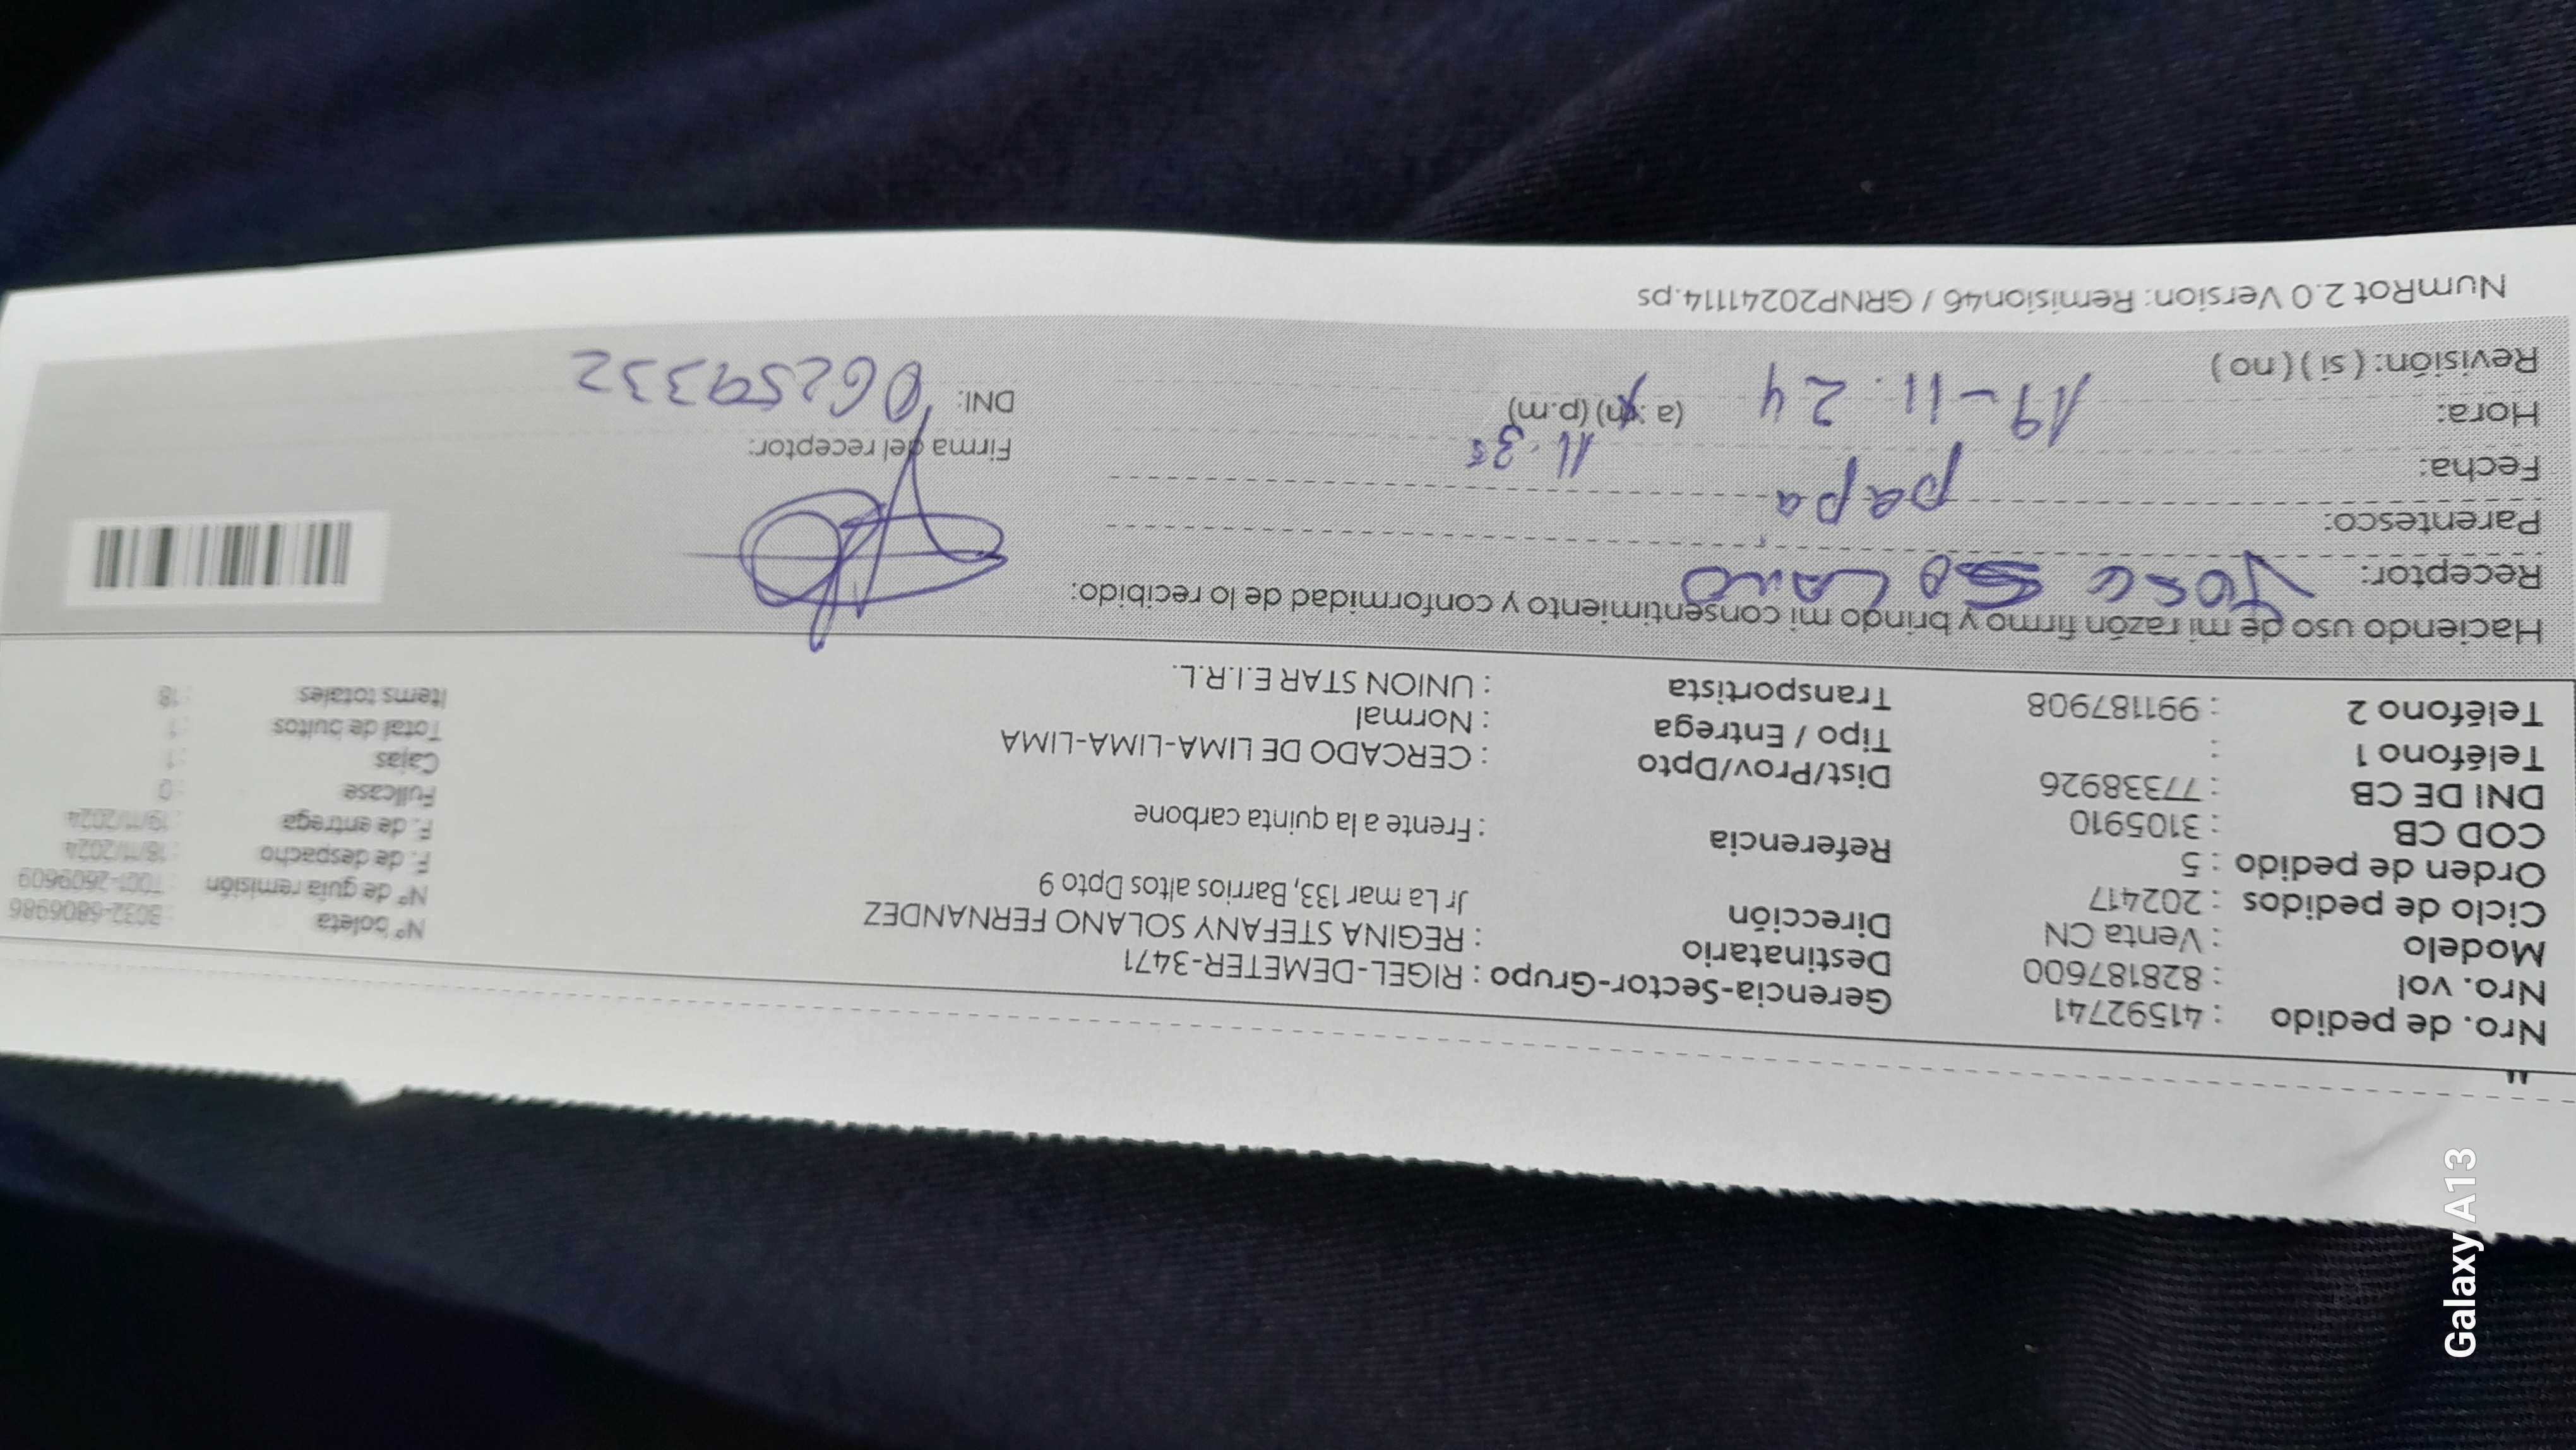 Nro. de pedido : 41592741
Nro. vol : 828187600
Modelo : Venta CN
Ciclo de pedidos : 202417
Orden de pedido : 5
COD CB : 3105910
DNI DE CB : 77338926
Teléfono 1 :
Teléfono 2 : 991187908
Gerencia-Sector-Grupo : RIGEL-DEMETER-3471
Destinatario : REGINA STEFANY SOLANO FERNANDEZ
Dirección Jr La mar 133, Barrios altos Dpto 9
Referencia : Frente a la quinta carbone
Dist/Prov/Dpto : CERCADO DE LIMA-LIMA-LIMA
Tipo / Entrega : Normal
Transportista : UNION STAR E.I.R.L.
N° boleta : B032-6806986
N° de guía remisión : T001-2609609
F. de despacho : 18/11/2024
F. de entrega : 19/11/2024
Fullcase : 0
Cajas : 1
Total de bultos : 1
Items totales : 18
Haciendo uso de mi razón firmo y brindo mi consentimiento y conformidad de lo recibido:
Receptor: Jose Solano
Parentesco: papa
Fecha: 19-11-24
Hora: 11:35 (a.m) (p.m)
Revisión: ( sí ) ( no )
Firma del receptor:
DNI: 06259332
NumRot 2.0 Version: Remision46 / GRNP20241114.ps
Galaxy A13